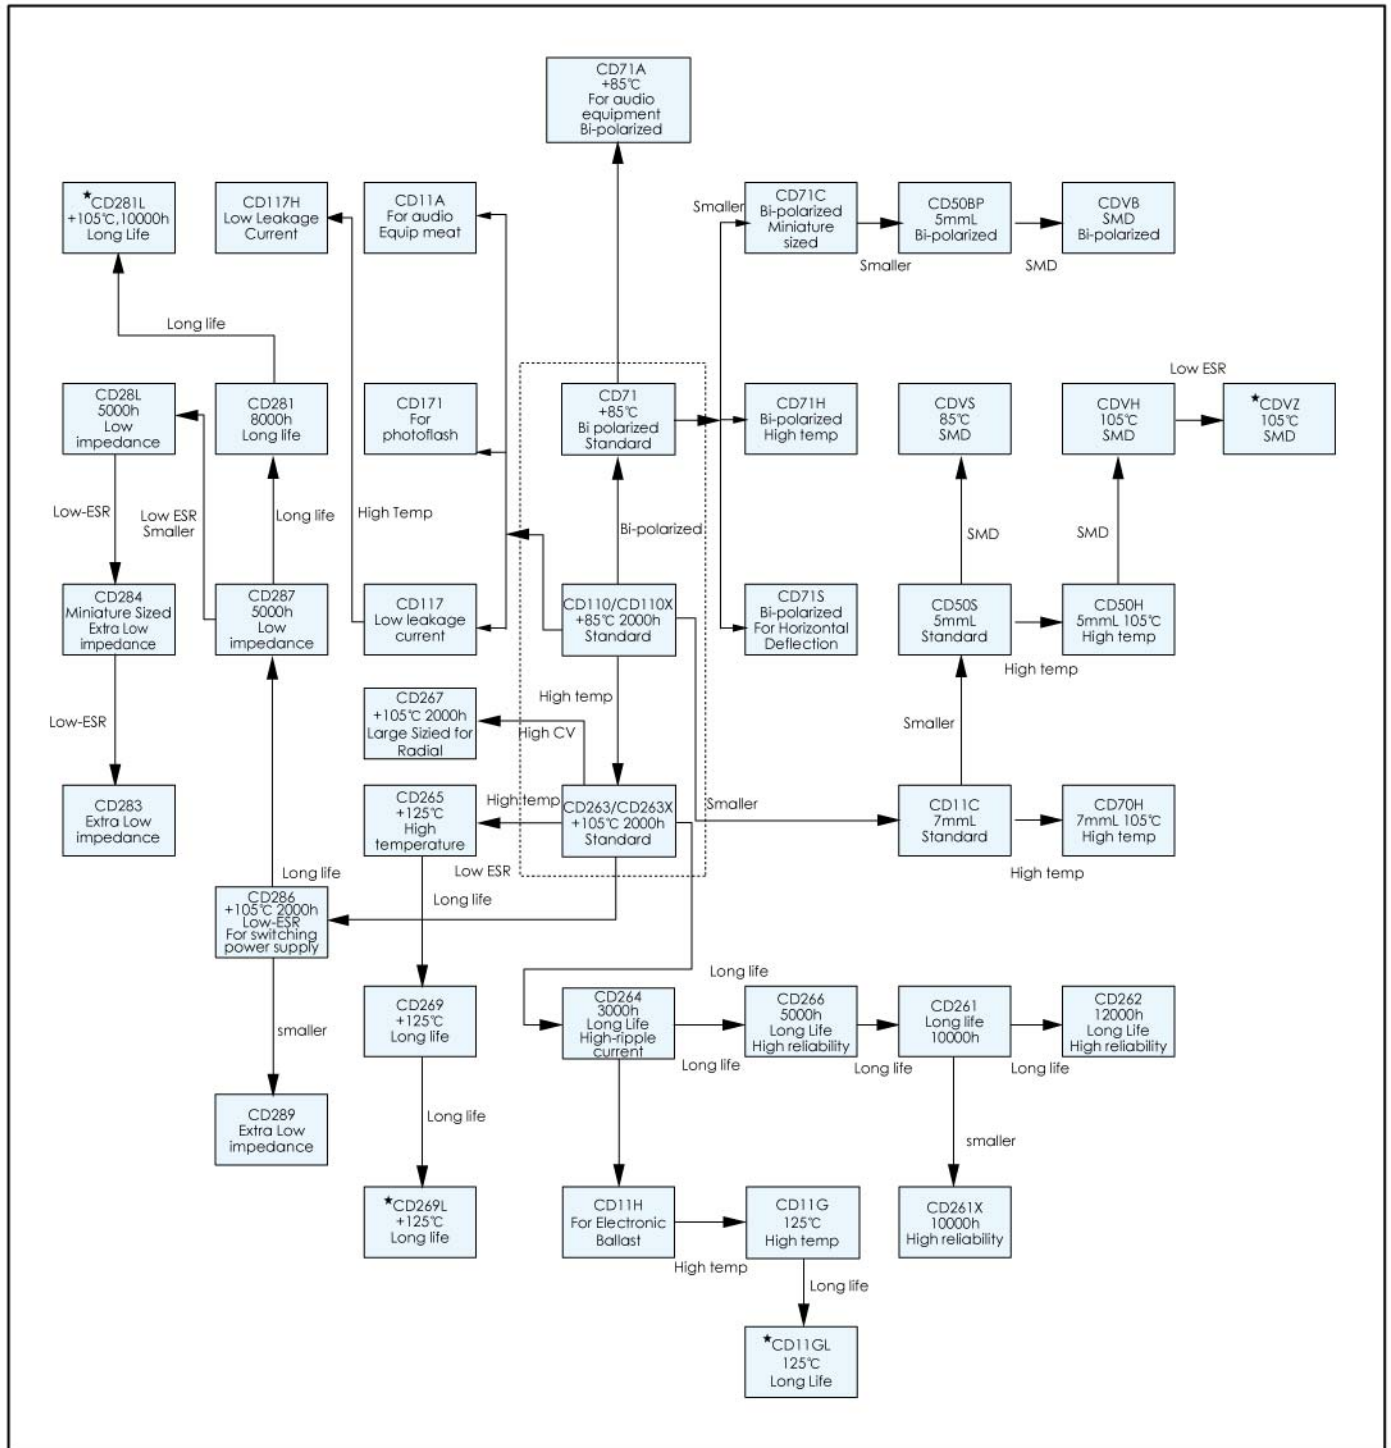 CD71A
+85℃
For audio
equipment
Bi-polarized
★CD281L
+105℃,10000h
Long Life
CD117H
Low Leakage
Current
CD11A
For audio
Equip meat
Smaller
CD71C
Bi-polarized
Miniature
sized
Smaller
CD50BP
5mmL
Bi-polarized
SMD
CDVB
SMD
Bi-polarized
Long life
CD28L
5000h
Low
impedance
CD281
8000h
Long life
CD171
For
photoflash
CD71
+85℃
Bi polarized
Standard
CD71H
Bi-polarized
High temp
CDVS
85℃
SMD
CDVH
105℃
SMD
Low ESR
★CDVZ
105℃
SMD
Low-ESR
Low ESR
Smaller
Long life
High Temp
Bi-polarized
SMD
SMD
CD284
Miniature Sized
Extra Low
impedance
CD287
5000h
Low
impedance
CD117
Low leakage
current
CD110/CD110X
+85℃ 2000h
Standard
CD71S
Bi-polarized
For Horizontal
Deflection
CD50S
5mmL
Standard
High temp
CD50H
5mmL 105℃
High temp
Low-ESR
CD267
+105℃ 2000h
Large Sizied for
Radial
High CV
High temp
Smaller
CD283
Extra Low
impedance
CD265
+125℃
High
temperature
High temp
CD263/CD263X
+105℃ 2000h
Standard
Smaller
CD11C
7mmL
Standard
High temp
CD70H
7mmL 105℃
High temp
Long life
Low ESR
Long life
CD286
+105℃ 2000h
Low-ESR
For switching
power supply
smaller
CD269
+125℃
Long life
CD264
3000h
Long Life
High-ripple
current
Long life
Long life
CD266
5000h
Long Life
High reliability
Long life
CD261
Long life
10000h
Long life
CD262
12000h
Long Life
High reliability
CD289
Extra Low
impedance
Long life
smaller
★CD269L
+125℃
Long life
CD11H
For Electronic
Ballast
High temp
CD11G
125℃
High temp
CD261X
10000h
High reliability
Long life
★CD11GL
125℃
Long Life